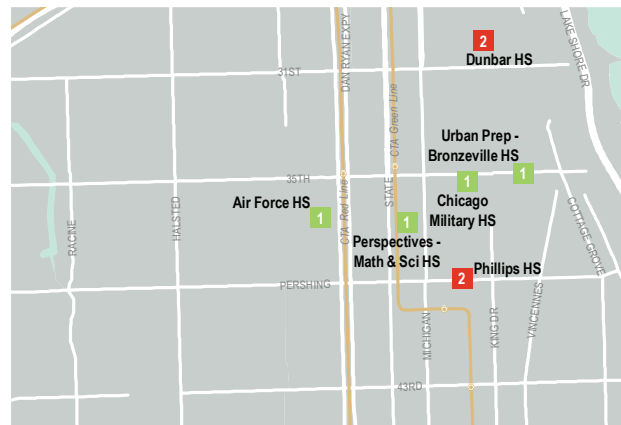 2
Dunbar HS
DAN RYAN EXPY
LAKE SHORE DR
31ST
CTA Green Line
Urban Prep -
Bronzeville HS
1
35TH
1
Chicago
Military HS
Air Force HS
1
CTA Red Line
STATE
1
Perspectives -
Math & Sci HS
RACINE
HALSTED
COTTAGE GROVE
2
Phillips HS
PERSHING
MICHIGAN
KING DR
VINCENNES
43RD